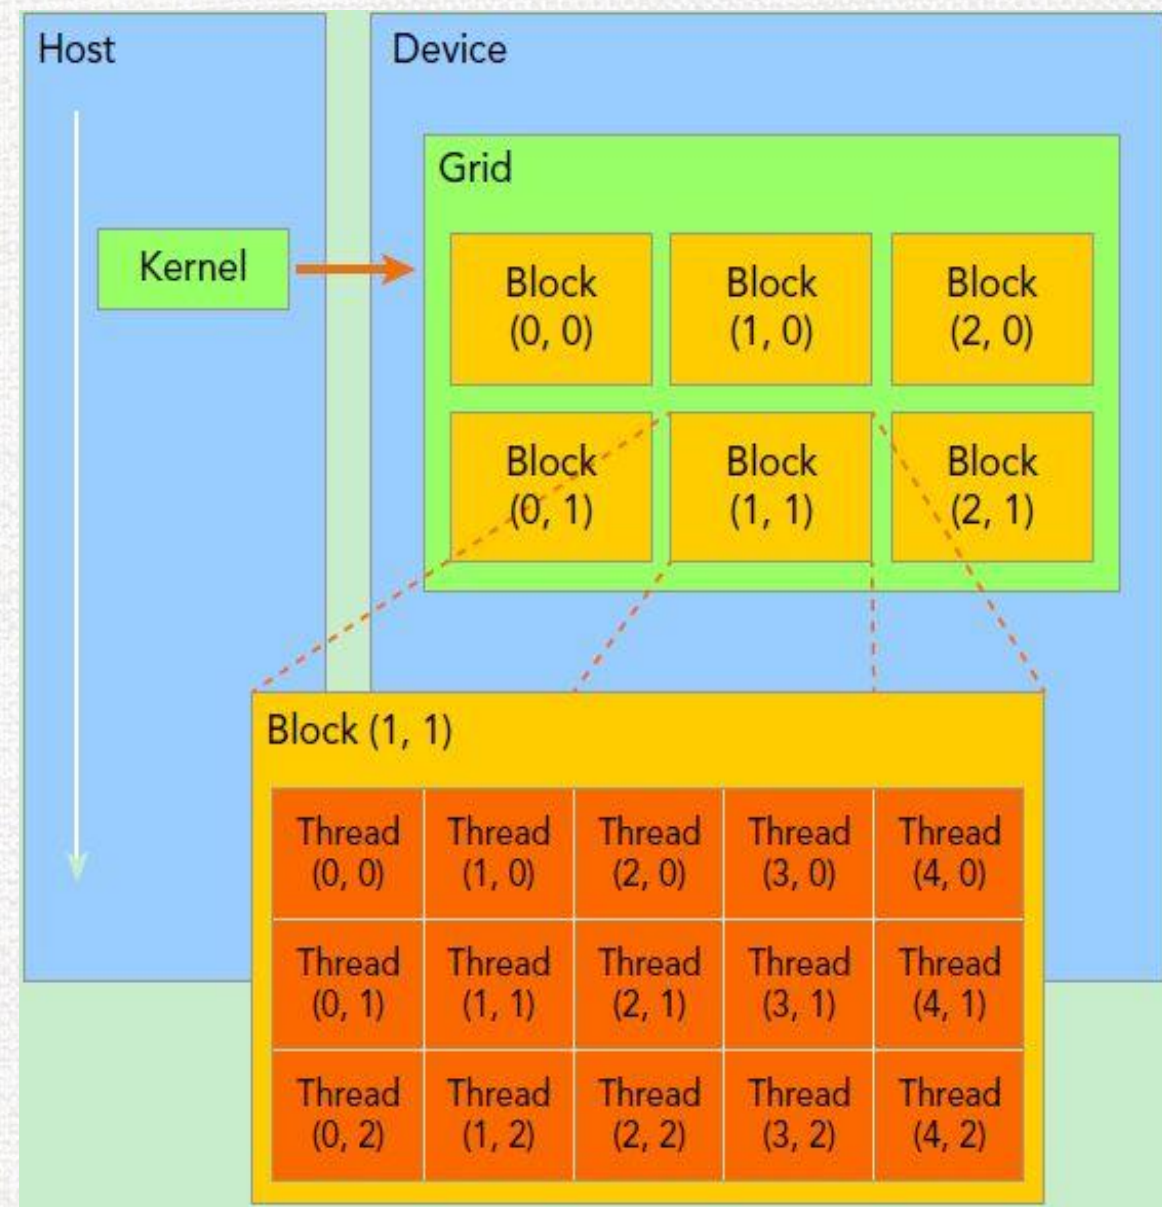 Host
Device
Grid
Kernel
Block
(0, 0)
Block
(1, 0)
Block
(2, 0)
Block
(0, 1)
Block
(1, 1)
Block
(2, 1)
Block (1, 1)
Thread
(0, 0)
Thread
(1, 0)
Thread
(2, 0)
Thread
(3, 0)
Thread
(4, 0)
Thread
(0, 1)
Thread
(1, 1)
Thread
(2, 1)
Thread
(3, 1)
Thread
(4, 1)
Thread
(0, 2)
Thread
(1, 2)
Thread
(2, 2)
Thread
(3, 2)
Thread
(4, 2)